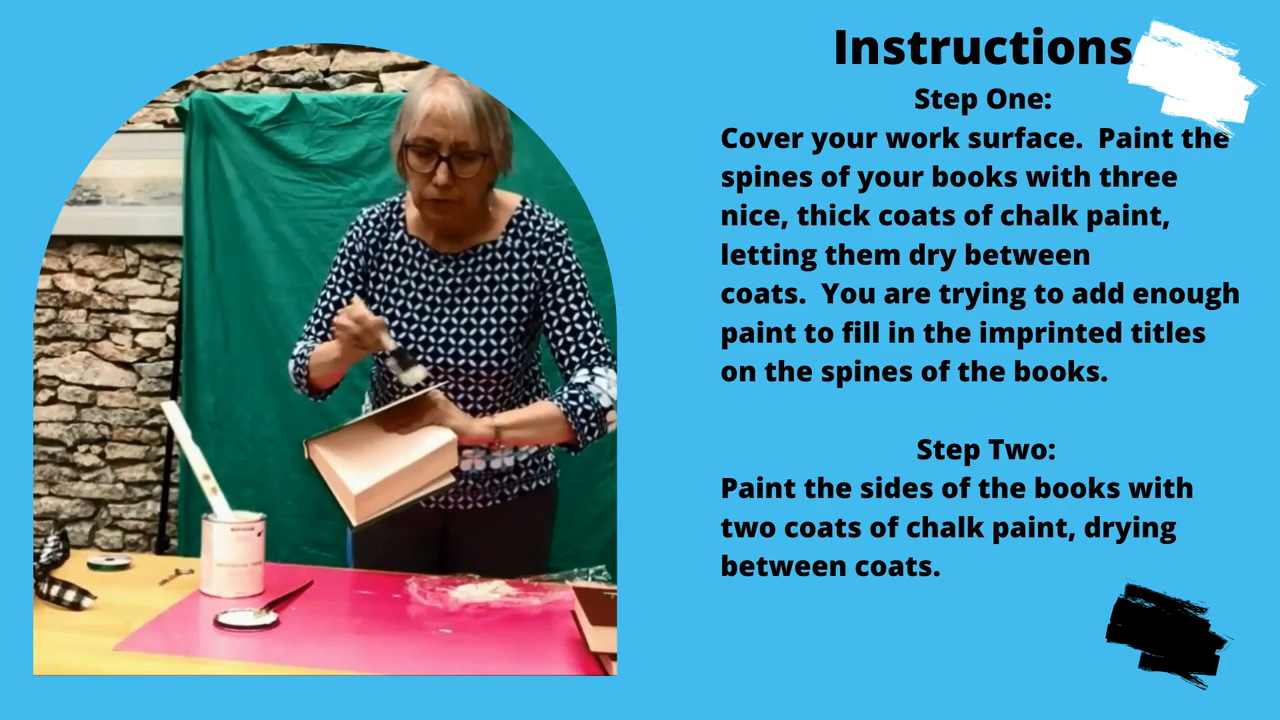 Instructions
Step One:
Cover your work surface.  Paint the
spines of your books with three
nice, thick coats of chalk paint,
letting them dry between
coats.  You are trying to add enough
paint to fill in the imprinted titles
on the spines of the books.
Step Two:
Paint the sides of the books with
two coats of chalk paint, drying
between coats.